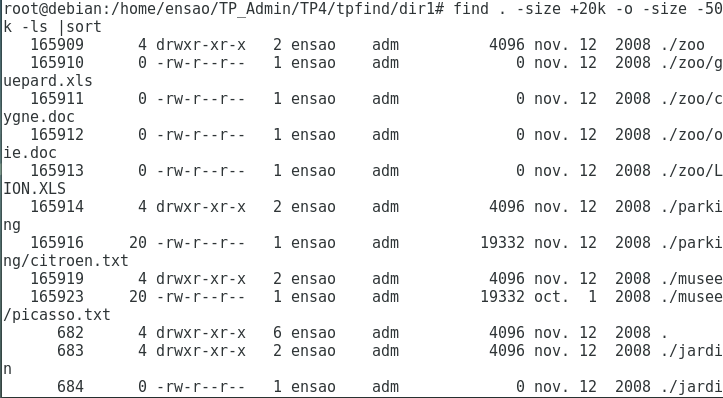 root@debian:/home/ensao/TP_Admin/TP4/tpfind/dir1# find . -size +20k -o -size -50
k -ls |sort
   165909      4 drwxr-xr-x   2 ensao    adm          4096 nov. 12  2008 ./zoo
   165910      0 -rw-r--r--   1 ensao    adm             0 nov. 12  2008 ./zoo/g
uepard.xls
   165911      0 -rw-r--r--   1 ensao    adm             0 nov. 12  2008 ./zoo/c
ygne.doc
   165912      0 -rw-r--r--   1 ensao    adm             0 nov. 12  2008 ./zoo/o
ie.doc
   165913      0 -rw-r--r--   1 ensao    adm             0 nov. 12  2008 ./zoo/L
ION.XLS
   165914      4 drwxr-xr-x   2 ensao    adm          4096 nov. 12  2008 ./parki
ng
   165916     20 -rw-r--r--   1 ensao    adm         19332 nov. 12  2008 ./parki
ng/citroen.txt
   165919      4 drwxr-xr-x   2 ensao    adm          4096 nov. 12  2008 ./musee
   165923     20 -rw-r--r--   1 ensao    adm         19332 oct.  1  2008 ./musee
/picasso.txt
      682      4 drwxr-xr-x   6 ensao    adm          4096 nov. 12  2008 .
      683      4 drwxr-xr-x   2 ensao    adm          4096 nov. 12  2008 ./jardi
n
      684      0 -rw-r--r--   1 ensao    adm             0 nov. 12  2008 ./jardi